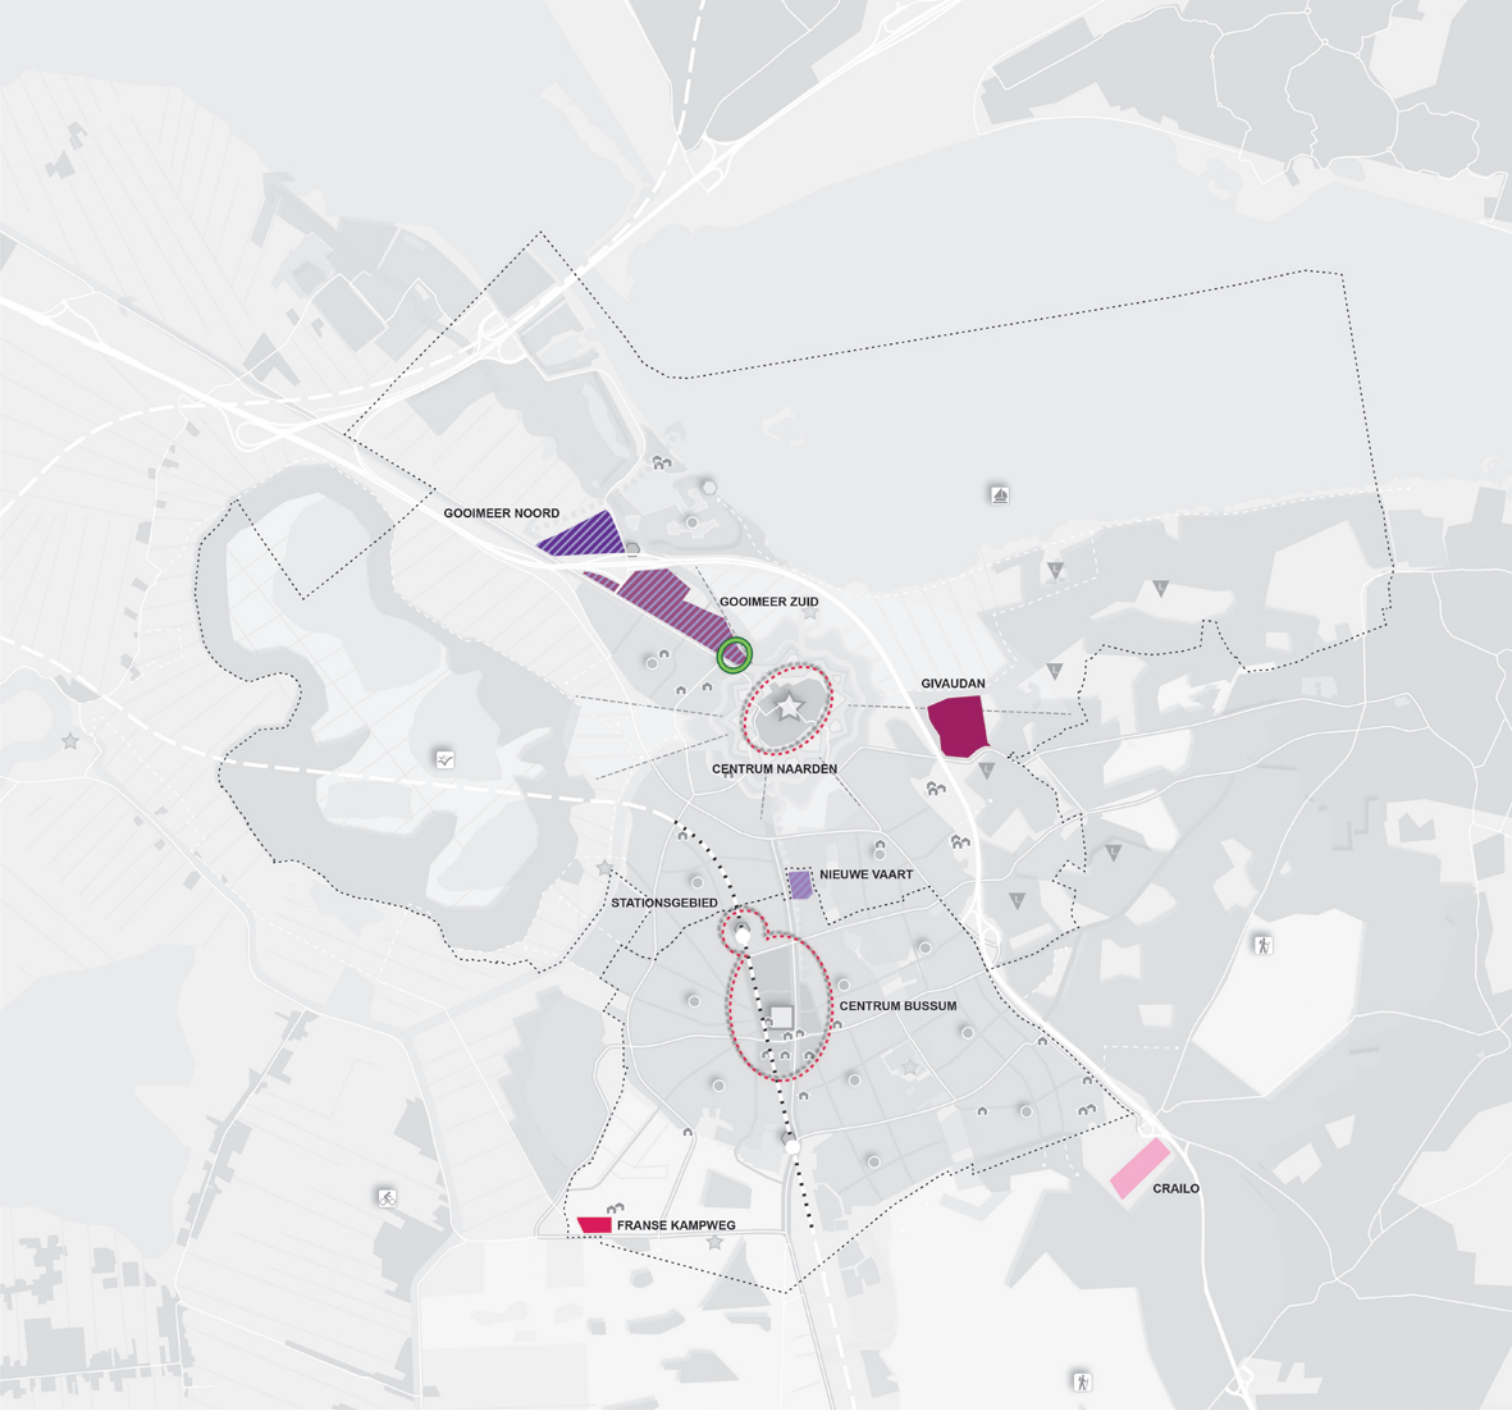 GOOIMEER NOORD
GOOIMEER ZUID
GIVAUDAN
CENTRUM NAARDEN
NIEUWE VAART
STATIONSGEBIED
CENTRUM BUSSUM
CRAILO
FRANSE KAMPWEG